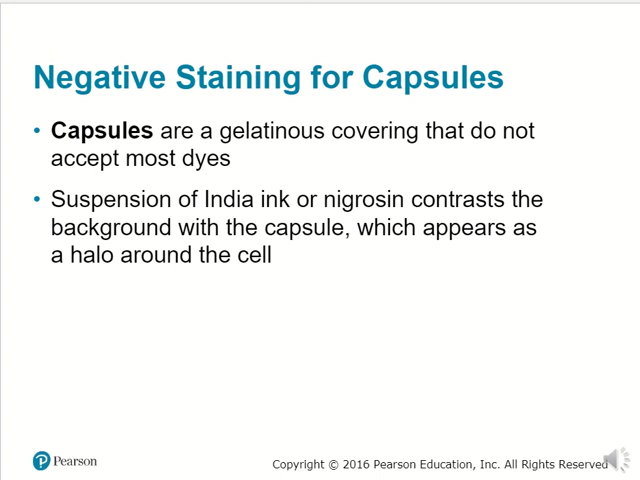 Negative Staining for Capsules
• Capsules are a gelatinous covering that do not
accept most dyes
• Suspension of India ink or nigrosin contrasts the
background with the capsule, which appears as
a halo around the cell
Pearson
Copyright © 2016 Pearson Education, Inc. All Rights Reserved